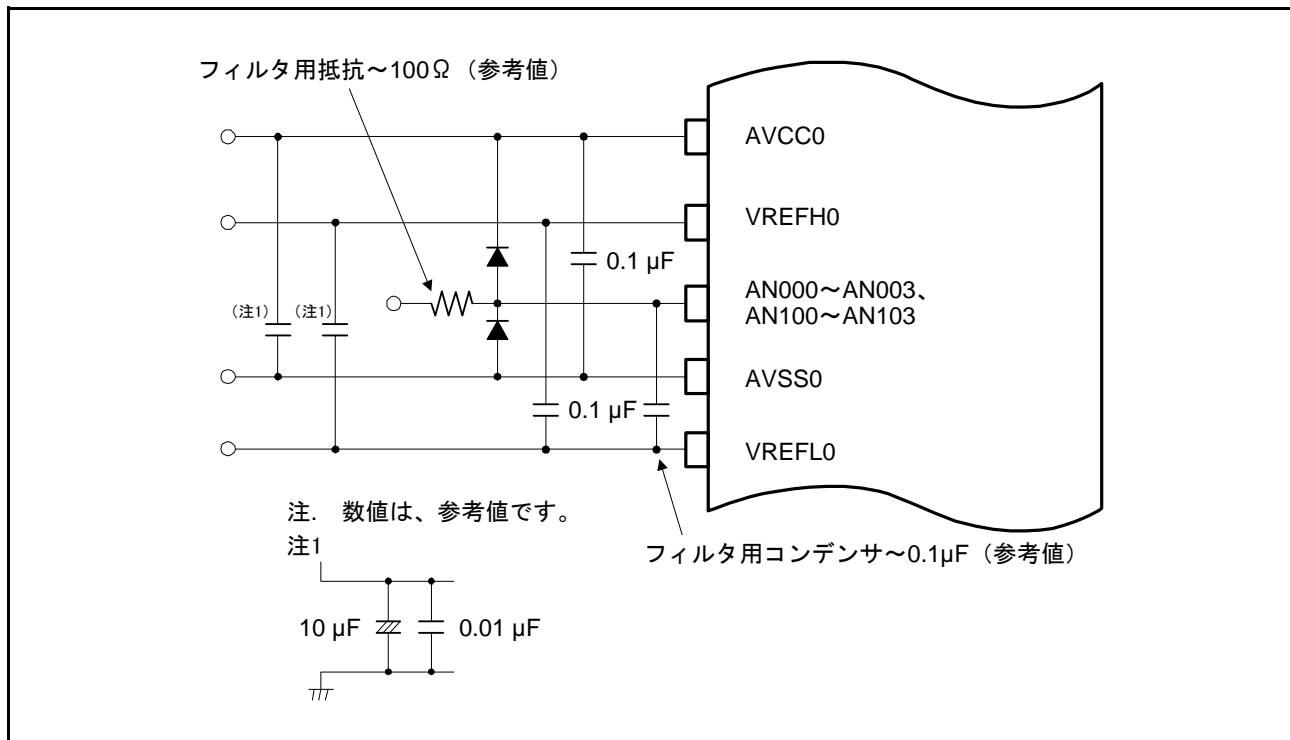 フィルタ用抵抗~100Ω（参考値）
AVCC0
VREFH0
0.1 µF
AN000~AN003、
AN100~AN103
（注1）
（注1）
AVSS0
0.1 µF
VREFL0
注. 数値は、参考値です。
注1
フィルタ用コンデンサ~0.1µF（参考値）
10 µF
0.01 µF